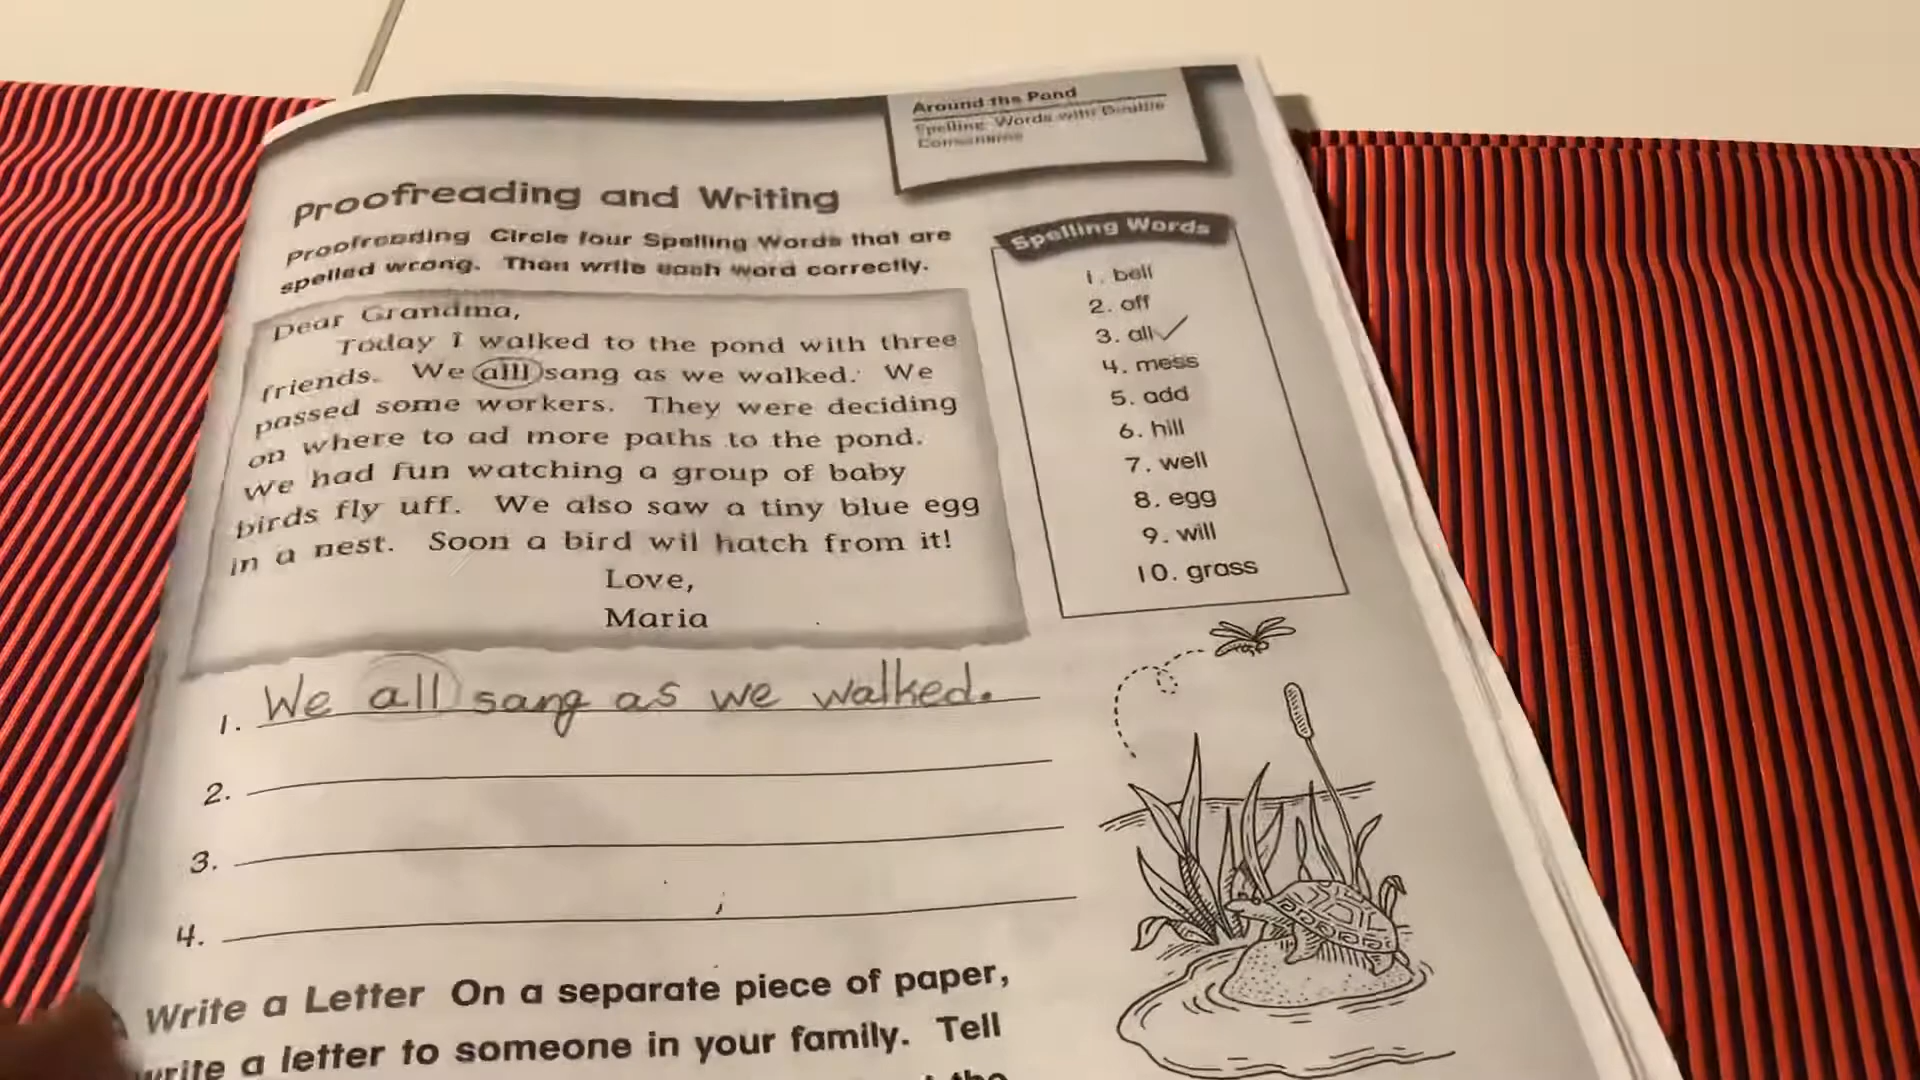 Around the Pond
Spelling Words with Double
Consonants
Proofreading and Writing
Proofreading Circle four Spelling Words that are
spelled wrong. Then write each word correctly.
Dear Grandma,
Today I walked to the pond with three
friends. We alll sang as we walked. We
passed some workers. They were deciding
on where to ad more paths to the pond.
We had fun watching a group of baby
birds fly uff. We also saw a tiny blue egg
in a nest. Soon a bird wil hatch from it!
Love,
Maria
Spelling Words
1. bell
2. off
3. all ✓
4. mess
5. add
6. hill
7. well
8. egg
9. will
10. grass
1. We all sang as we walked.
2.
3.
4.
Write a Letter On a separate piece of paper,
write a letter to someone in your family. Tell
the